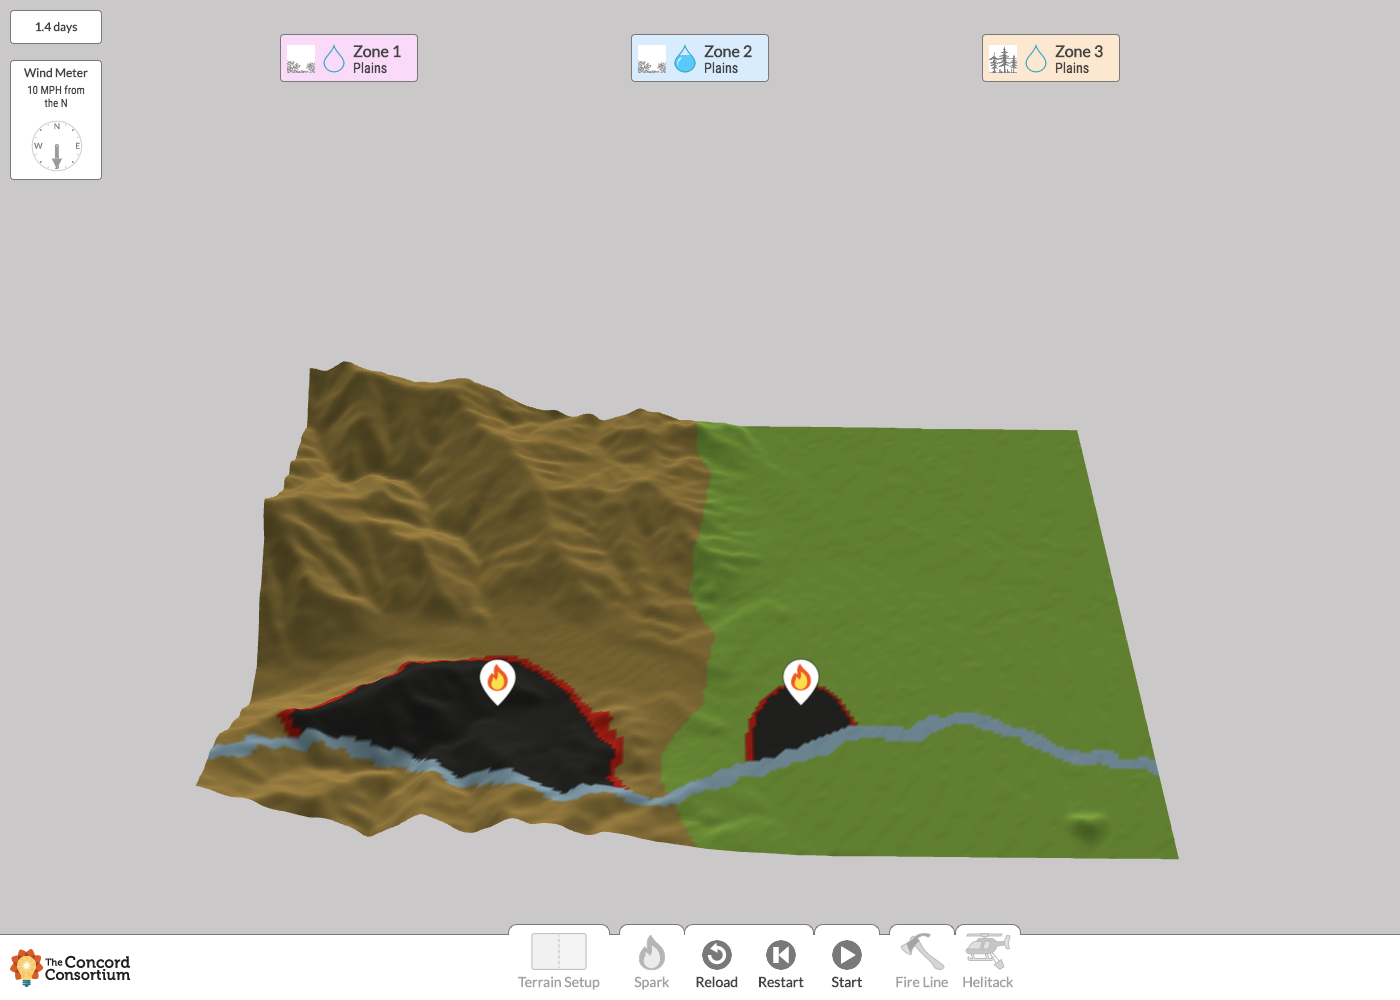 1.4 days
Wind Meter
10 MPH from
the N
N
W
E
Zone 1
Plains
Zone 2
Plains
Zone 3
Plains
The Concord
Consortium
Terrain Setup
Spark
Reload
Restart
Start
Fire Line
Helitack